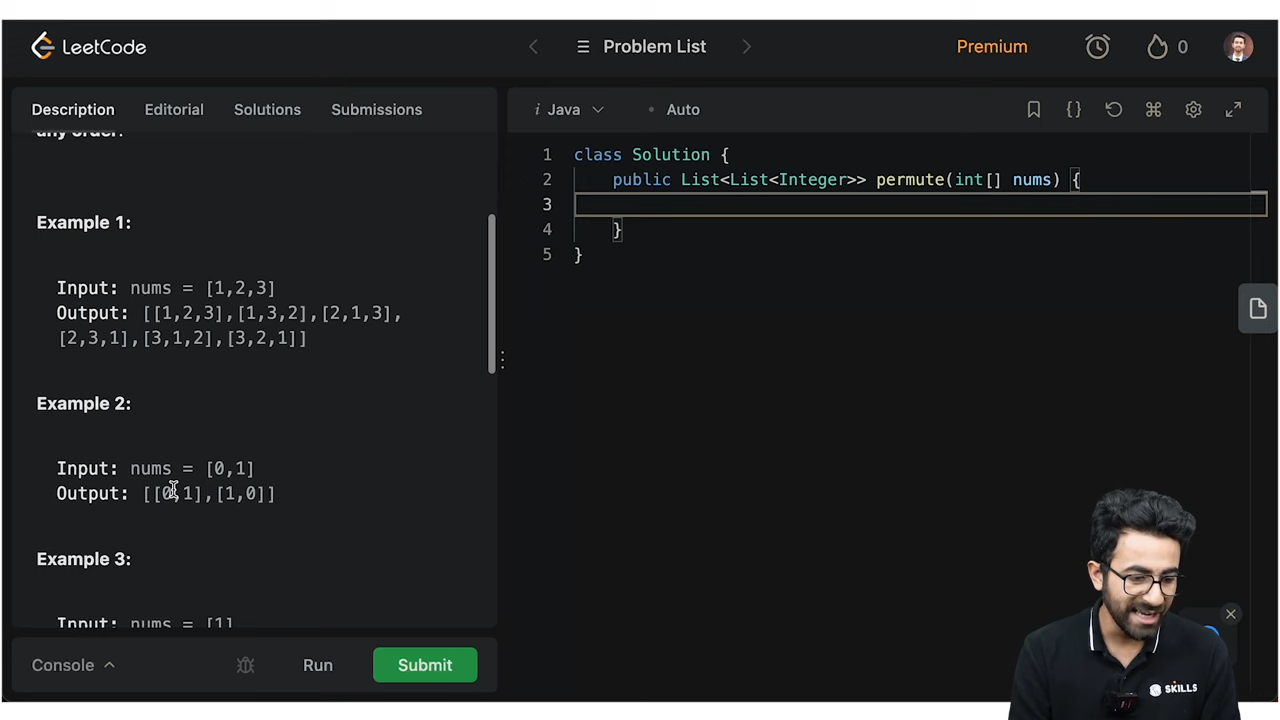 LeetCode
Problem List
Premium
0
Description
Editorial
Solutions
Submissions
any order.
Example 1:
Input: nums = [1,2,3]
Output: [[1,2,3],[1,3,2],[2,1,3],
[2,3,1],[3,1,2],[3,2,1]]
Example 2:
Input: nums = [0,1]
Output: [[0,1],[1,0]]
Example 3:
Input: nums = [1]
Console
Run
Submit
i Java
Auto
1 class Solution {
2 public List<List<Integer>> permute(int[] nums) {
3
4 }
5 }
SKILLS